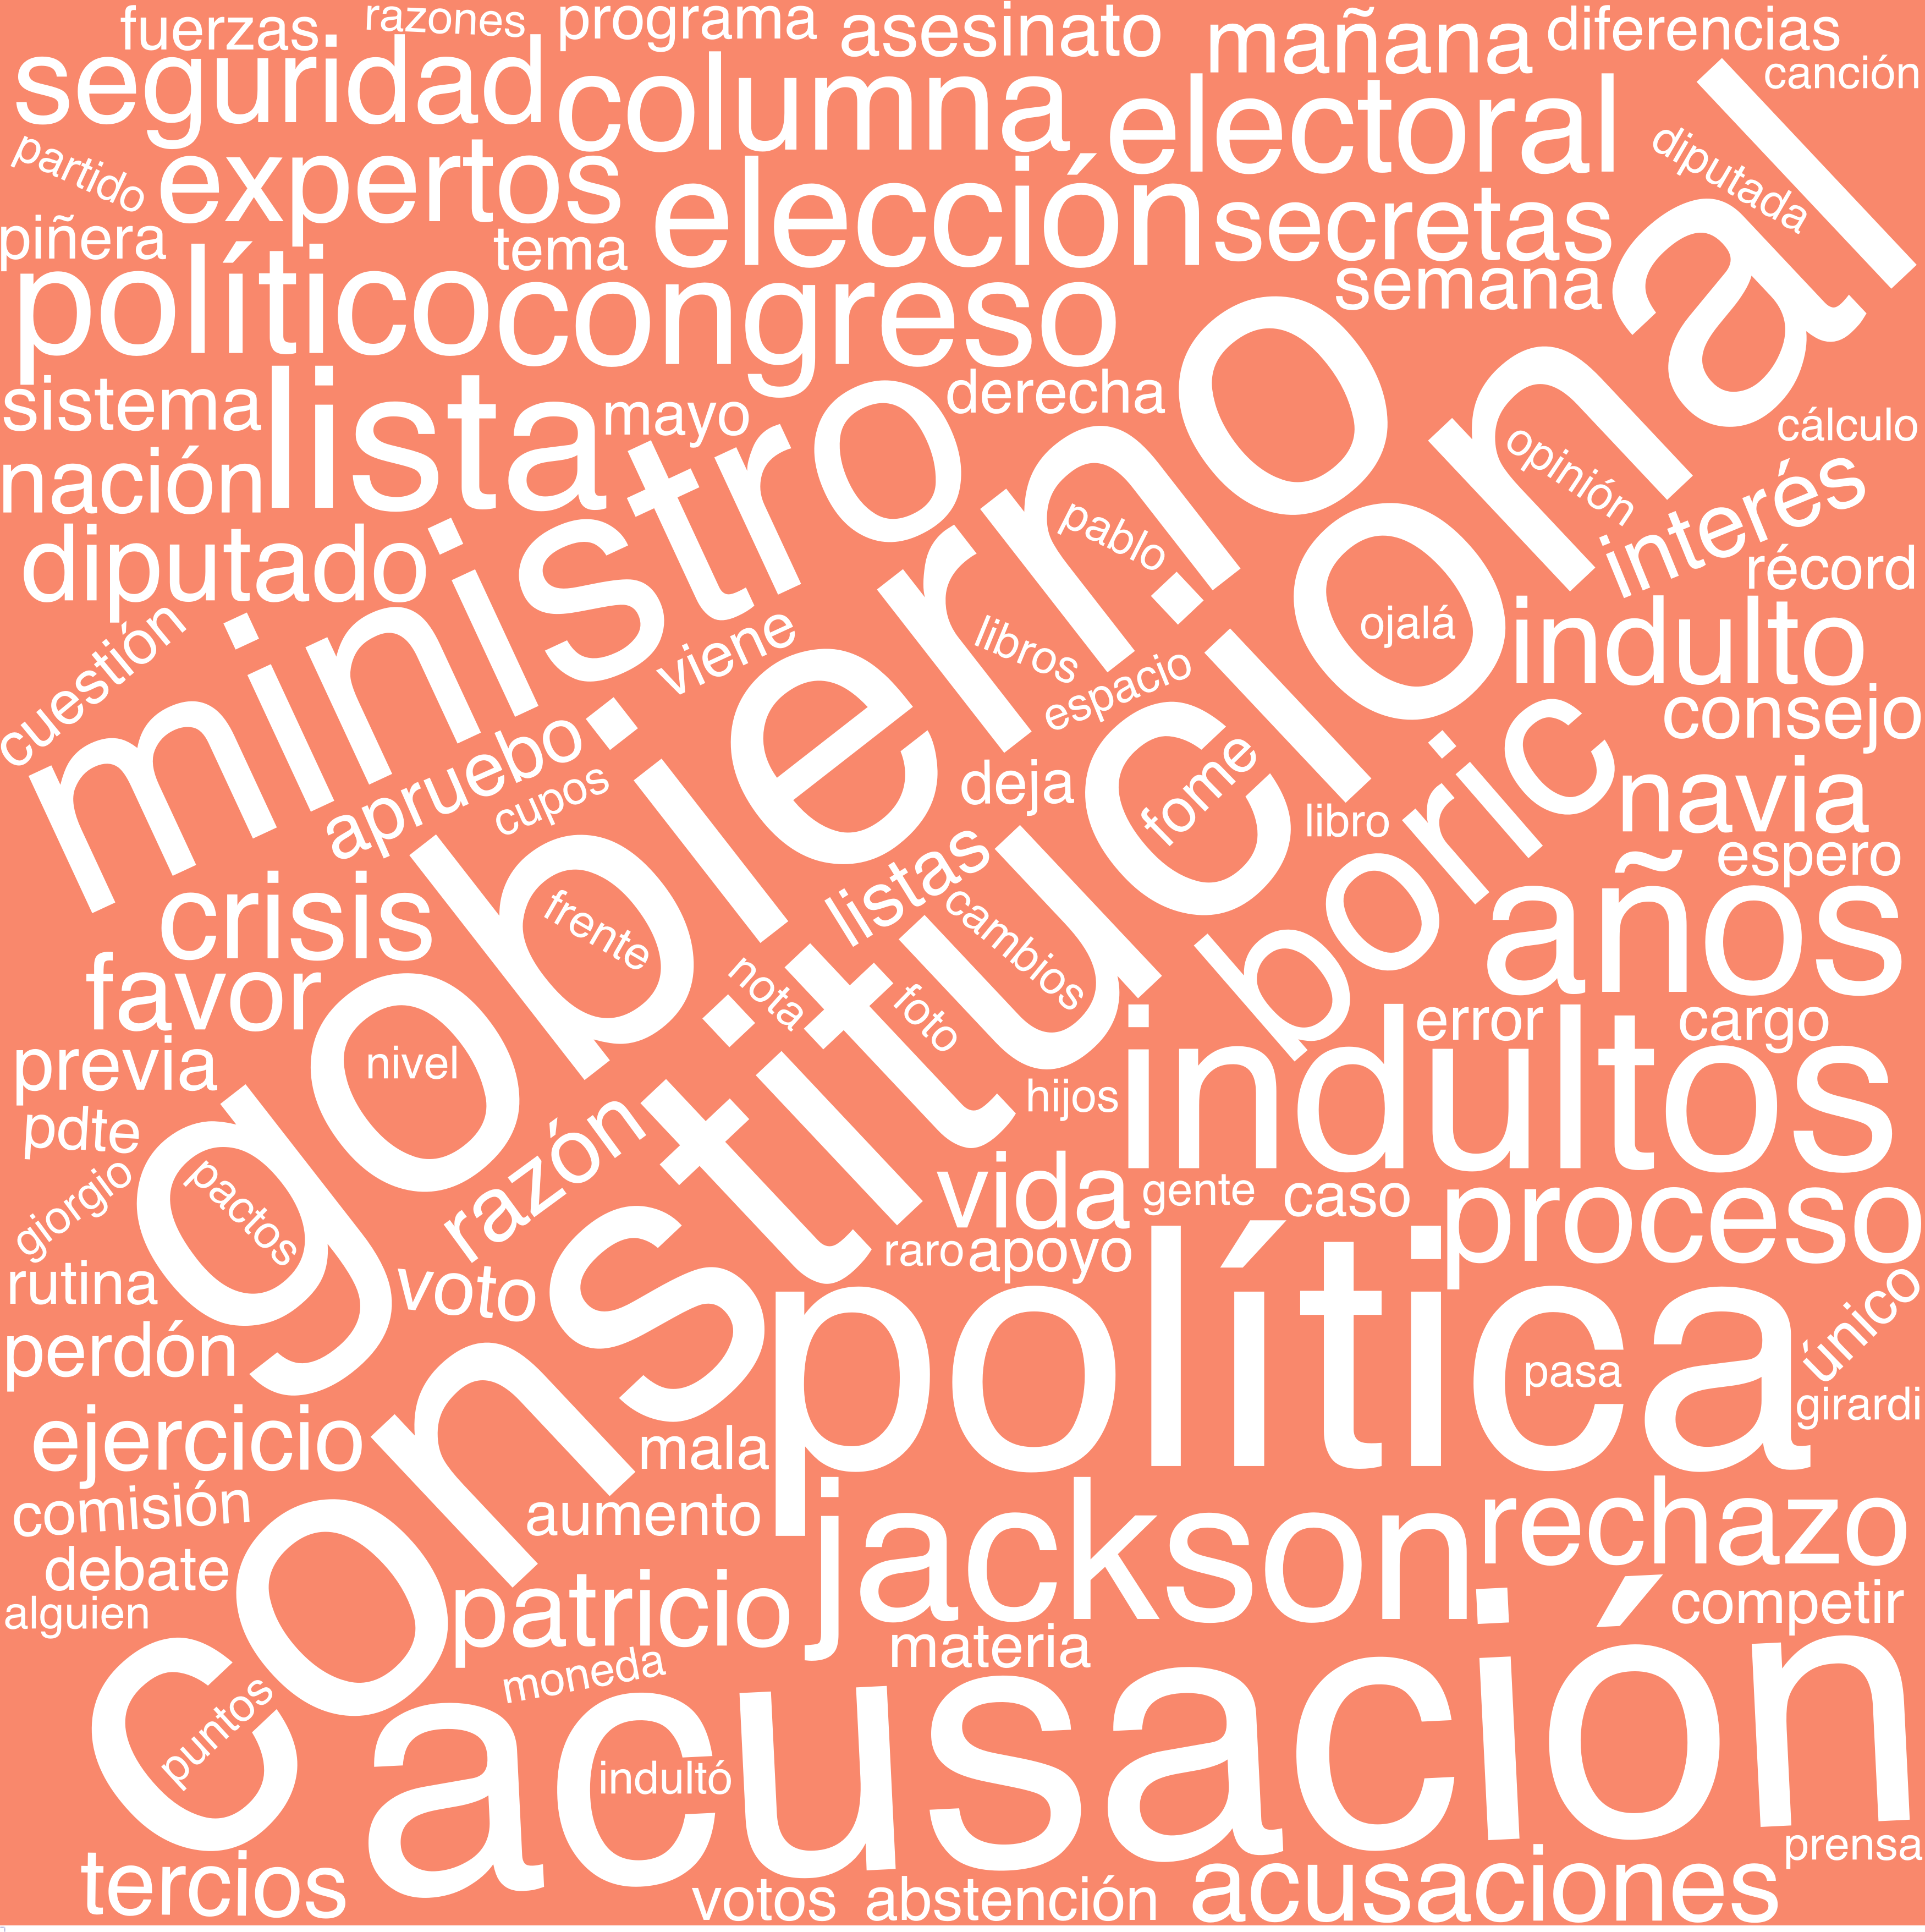 fuerzas
razones
programa
asesinato
mañana
diferencias
canción
seguridad
columna
electoral
constitucional
diputada
partido
expertos
elección
secretas
piñera
tema
semana
político
congreso
sistema
lista
mayo
derecha
cálculo
nación
ministro
gobierno
opinión
interés
pablo
récord
diputado
ojalá
indulto
cuestión
viene
libros
espacio
consejo
apruebo
cupos
deja
fome
libro
boric
navia
espero
crisis
frente
listas
cambios
años
favor
nota
foto
error
cargo
previa
nivel
hijos
indultos
pdte
razón
vida
gente
caso
proceso
giorgio
pactos
raro
apoyo
rutina
voto
política
único
perdón
pasa
girardi
ejercicio
mala
comisión
aumento
jackson
rechazo
debate
alguien
patricio
competir
materia
moneda
puntos
acusación
indultó
prensa
tercios
votos
abstención
acusaciones